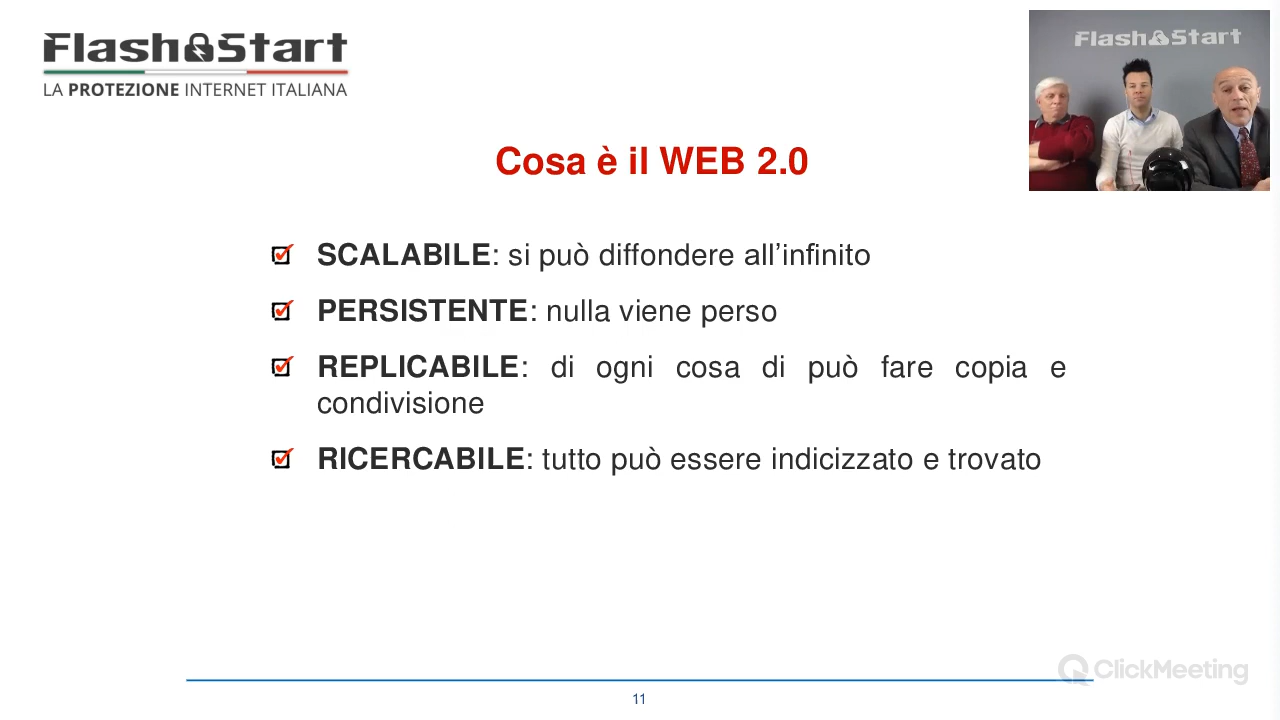 Flash Start
LA PROTEZIONE INTERNET ITALIANA
Flash Start
Cosa è il WEB 2.0
SCALABILE: si può diffondere all’infinito
PERSISTENTE: nulla viene perso
REPLICABILE: di ogni cosa di può fare copia e
condivisione
RICERCABILE: tutto può essere indicizzato e trovato
ClickMeeting
11